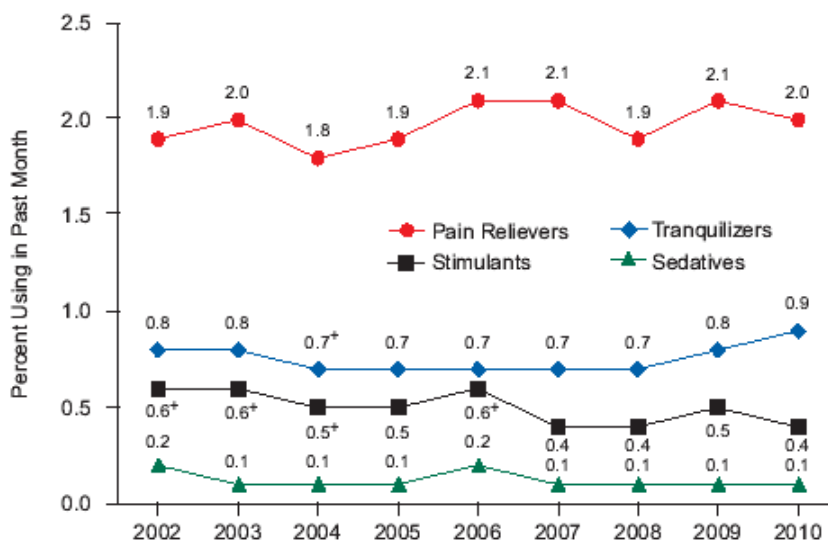 2.5
2.1 2.1 2.1
2.0 2.0
1.9 1.9 1.9
1.8
2.0
Percent Using in Past Month
1.5
Pain Relievers Tranquilizers
Stimulants Sedatives
1.0
0.9
0.8 0.8 0.7+ 0.7 0.7 0.7 0.7 0.8
0.5
0.6+ 0.6+ 0.5+ 0.5 0.6+ 0.4 0.4 0.5 0.4
0.2 0.1 0.1 0.1 0.2 0.1 0.1 0.1 0.1
0.0
2002 2003 2004 2005 2006 2007 2008 2009 2010